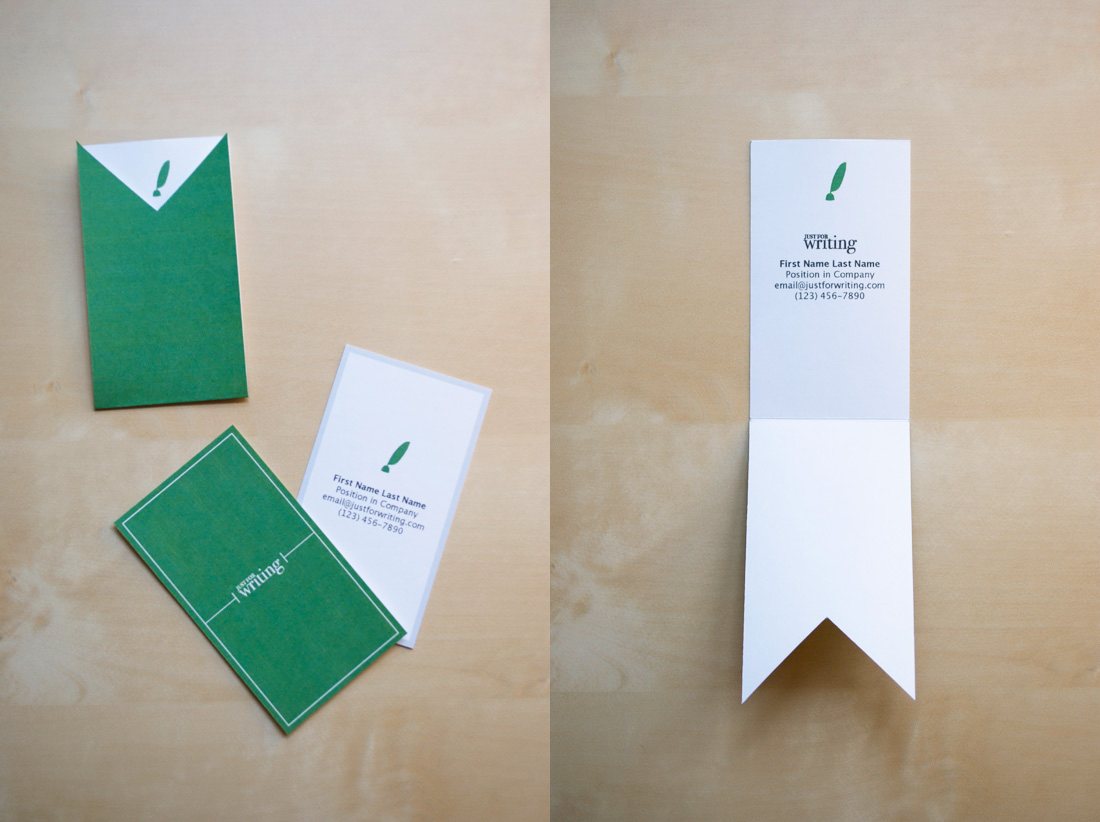 First Name Last Name
Position in Company
email@justforwriting.com
(123) 456-7890
JUST FOR
writing
JUST FOR
writing
First Name Last Name
Position in Company
email@justforwriting.com
(123) 456-7890